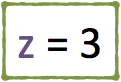 z = 3